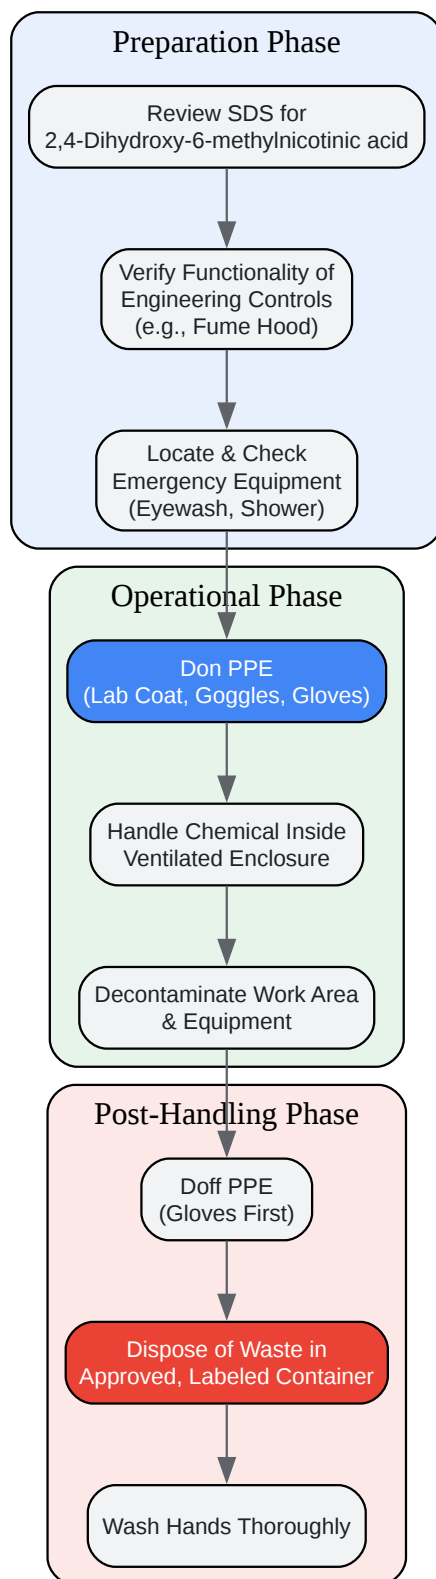 Preparation Phase
Review SDS for
2,4-Dihydroxy-6-methylnicotinic acid
Verify Functionality of
Engineering Controls
(e.g., Fume Hood)
Locate & Check
Emergency Equipment
(Eyewash, Shower)
Operational Phase
Don PPE
(Lab Coat, Goggles, Gloves)
Handle Chemical Inside
Ventilated Enclosure
Decontaminate Work Area
& Equipment
Post-Handling Phase
Doff PPE
(Gloves First)
Dispose of Waste in
Approved, Labeled Container
Wash Hands Thoroughly